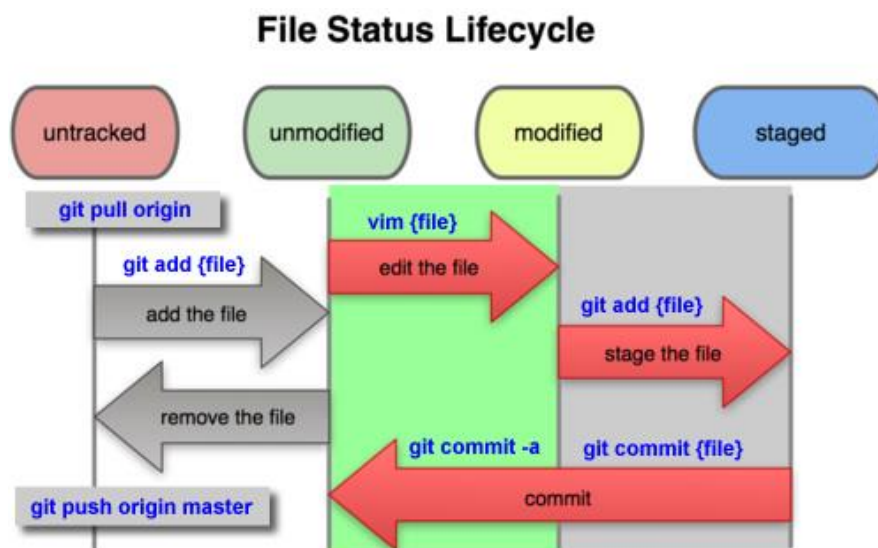 File Status Lifecycle
untracked
unmodified
modified
staged
git pull origin
vim {file}
git add {file}
edit the file
add the file
git add {file}
stage the file
remove the file
git commit -a
git commit {file}
commit
git push origin master